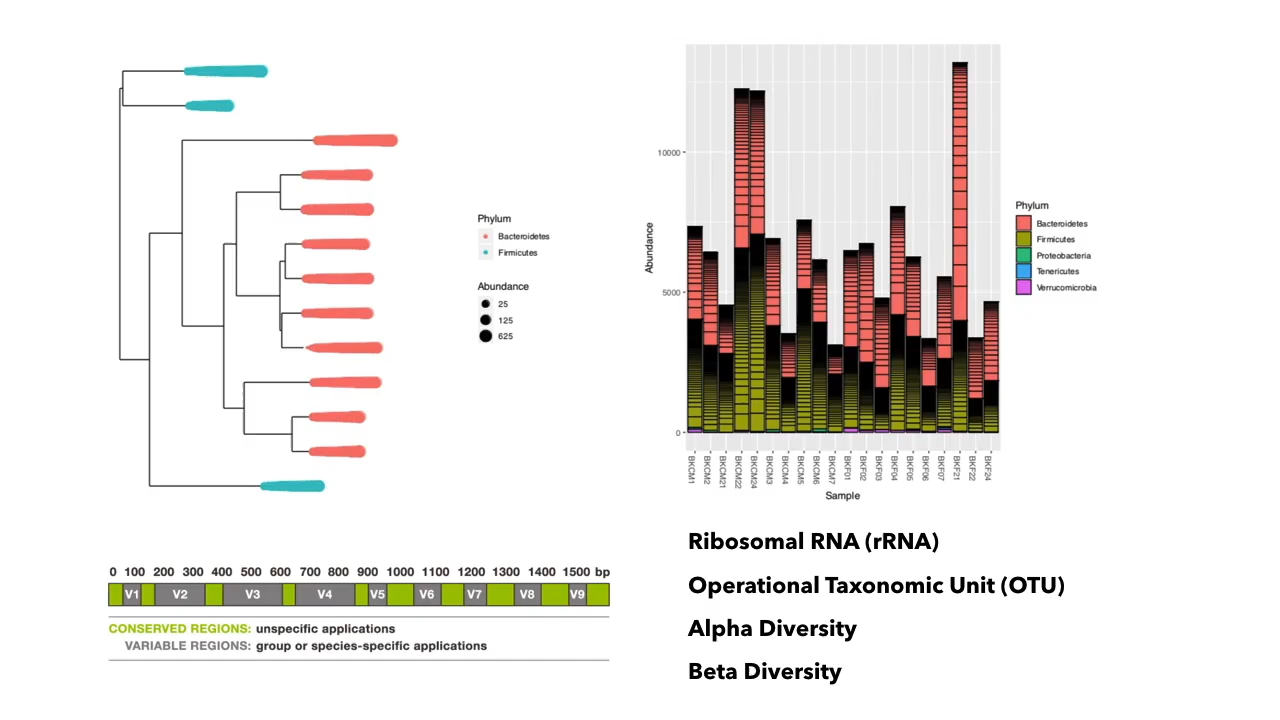 Phylum
Bacteroidetes
Firmicutes
Abundance
25
125
625
0 100 200 300 400 500 600 700 800 900 1000 1100 1200 1300 1400 1500 bp
V1 V2 V3 V4 V5 V6 V7 V8 V9
CONSERVED REGIONS: unspecific applications
VARIABLE REGIONS: group or species-specific applications
Abundance
10000
5000
0
BKCM1 BKCM2 BKCM21 BKCM22 BKCM24 BKCM3 BKCM4 BKCM5 BKCM6 BKCM7 BKF01 BKF02 BKF03 BKF04 BKF05 BKF06 BKF07 BKF21 BKF22 BKF24
Sample
Phylum
Bacteroidetes
Firmicutes
Proteobacteria
Tenericutes
Verrucomicrobia
Ribosomal RNA (rRNA)
Operational Taxonomic Unit (OTU)
Alpha Diversity
Beta Diversity